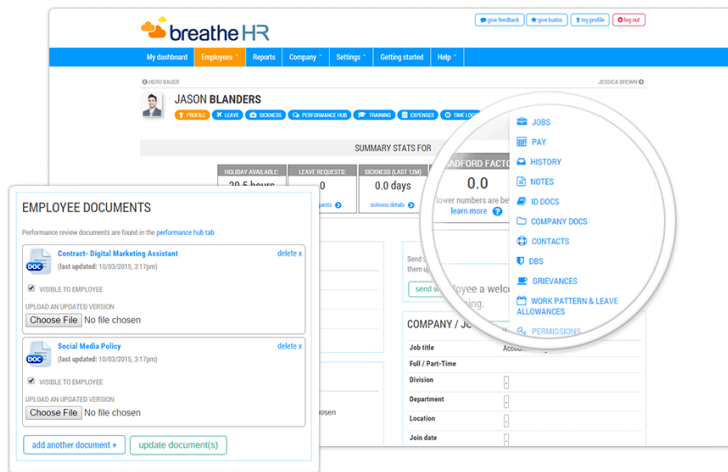 breathe HR
give feedback
give kudos
my profile
log out
My dashboard
Employees
Reports
Company
Settings
Getting started
Help
HERO BAUER
JESSICA BROWN
JASON BLANDERS
PROFILE
LEAVE
SICKNESS
PERFORMANCE HUB
TRAINING
EXPENSES
SUMMARY STATS FOR
HOLIDAY AVAILABLE:
LEAVE REQUESTS:
SICKNESS (LAST 12M)
20.5 hours
0
0.0 days
sickness details
0.0
learn more
JOBS
PAY
HISTORY
NOTES
ID DOCS
COMPANY DOCS
CONTACTS
DBS
GRIEVANCES
WORK PATTERN & LEAVE
ALLOWANCES
PERMISSIONS
EMPLOYEE DOCUMENTS
Performance review documents are found in the performance hub tab
DOC
Contract- Digital Marketing Assistant
delete x
(last updated: 10/03/2015, 3:17pm)
VISIBLE TO EMPLOYEE
UPLOAD AN UPDATED VERSION
Choose File No file chosen
DOC
Social Media Policy
delete x
(last updated: 10/03/2015, 3:17pm)
VISIBLE TO EMPLOYEE
UPLOAD AN UPDATED VERSION
Choose File No file chosen
add another document +
update document(s)
COMPANY /
Job title
Full / Part-Time
Division
Department
Location
Join date